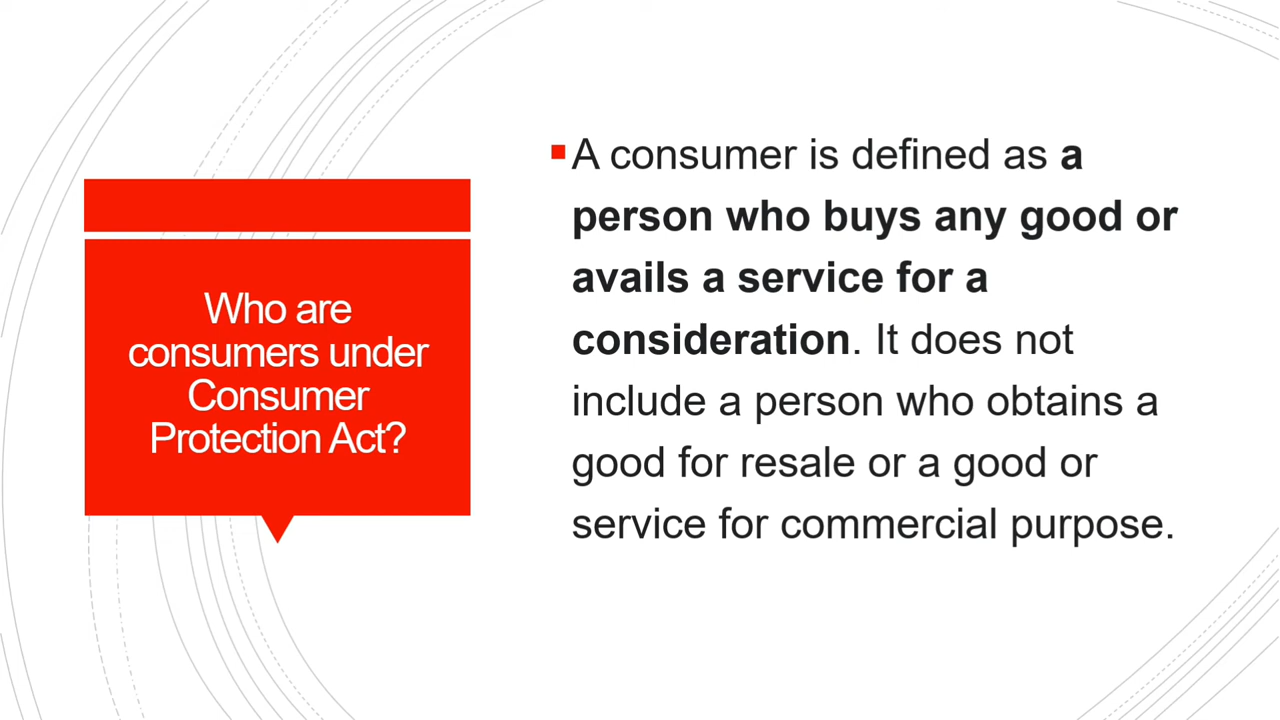 Who are
consumers under
Consumer
Protection Act?
A consumer is defined as a
person who buys any good or
avails a service for a
consideration. It does not
include a person who obtains a
good for resale or a good or
service for commercial purpose.